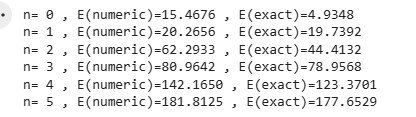 n= 0 , E(numeric)=15.4676 , E(exact)=4.9348
n= 1 , E(numeric)=20.2656 , E(exact)=19.7392
n= 2 , E(numeric)=62.2933 , E(exact)=44.4132
n= 3 , E(numeric)=80.9642 , E(exact)=78.9568
n= 4 , E(numeric)=142.1650 , E(exact)=123.3701
n= 5 , E(numeric)=181.8125 , E(exact)=177.6529